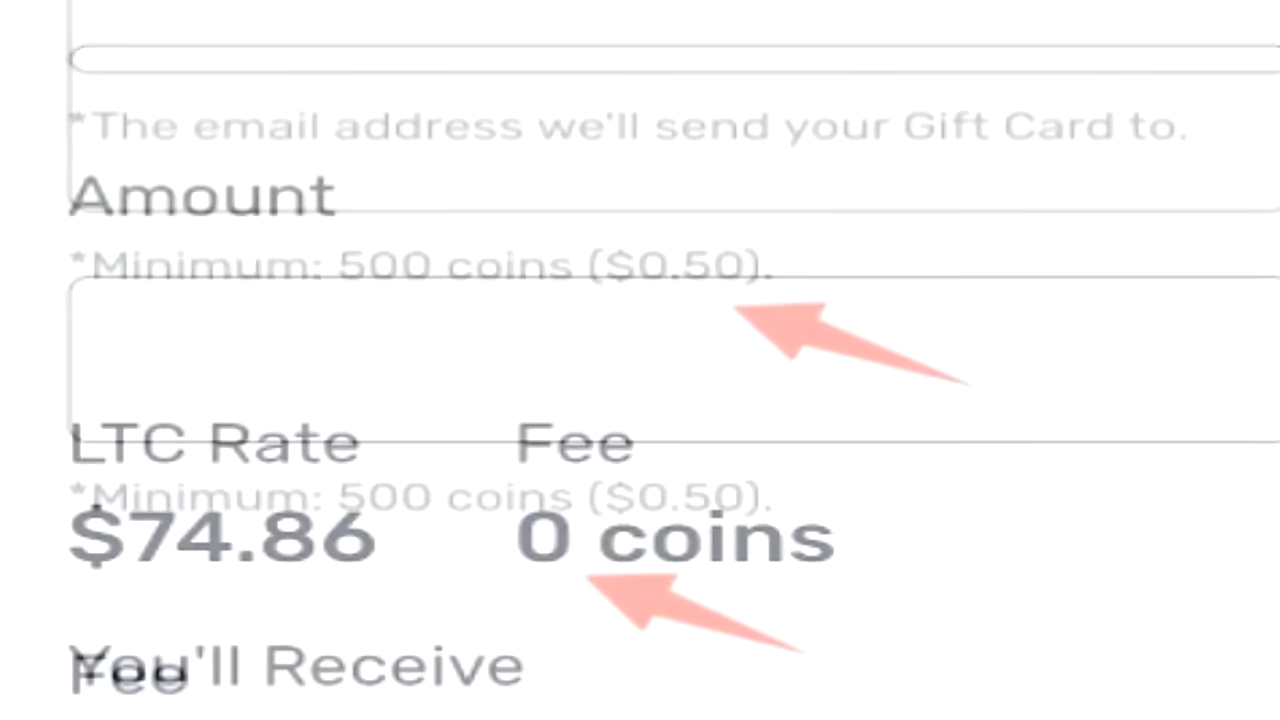 *The email address we'll send your Gift Card to.
Amount
*Minimum: 500 coins ($0.50).
LTC Rate Fee
*Minimum: 500 coins ($0.50).
$74.86 0 coins
You'll Receive
Fee